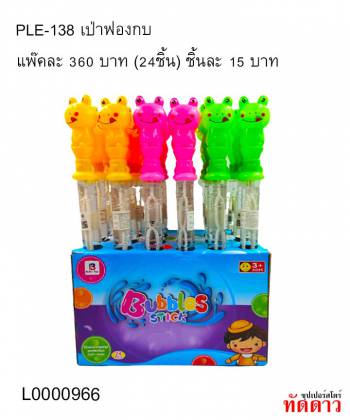 PLE-138 เป่าฟองกบ
แพ๊คละ 360 บาท (24ชิ้น) ชิ้นละ 15 บาท
Bubbles
STICK
3+
L0000966
ซุปเปอร์สโตร์
ทัดดาว